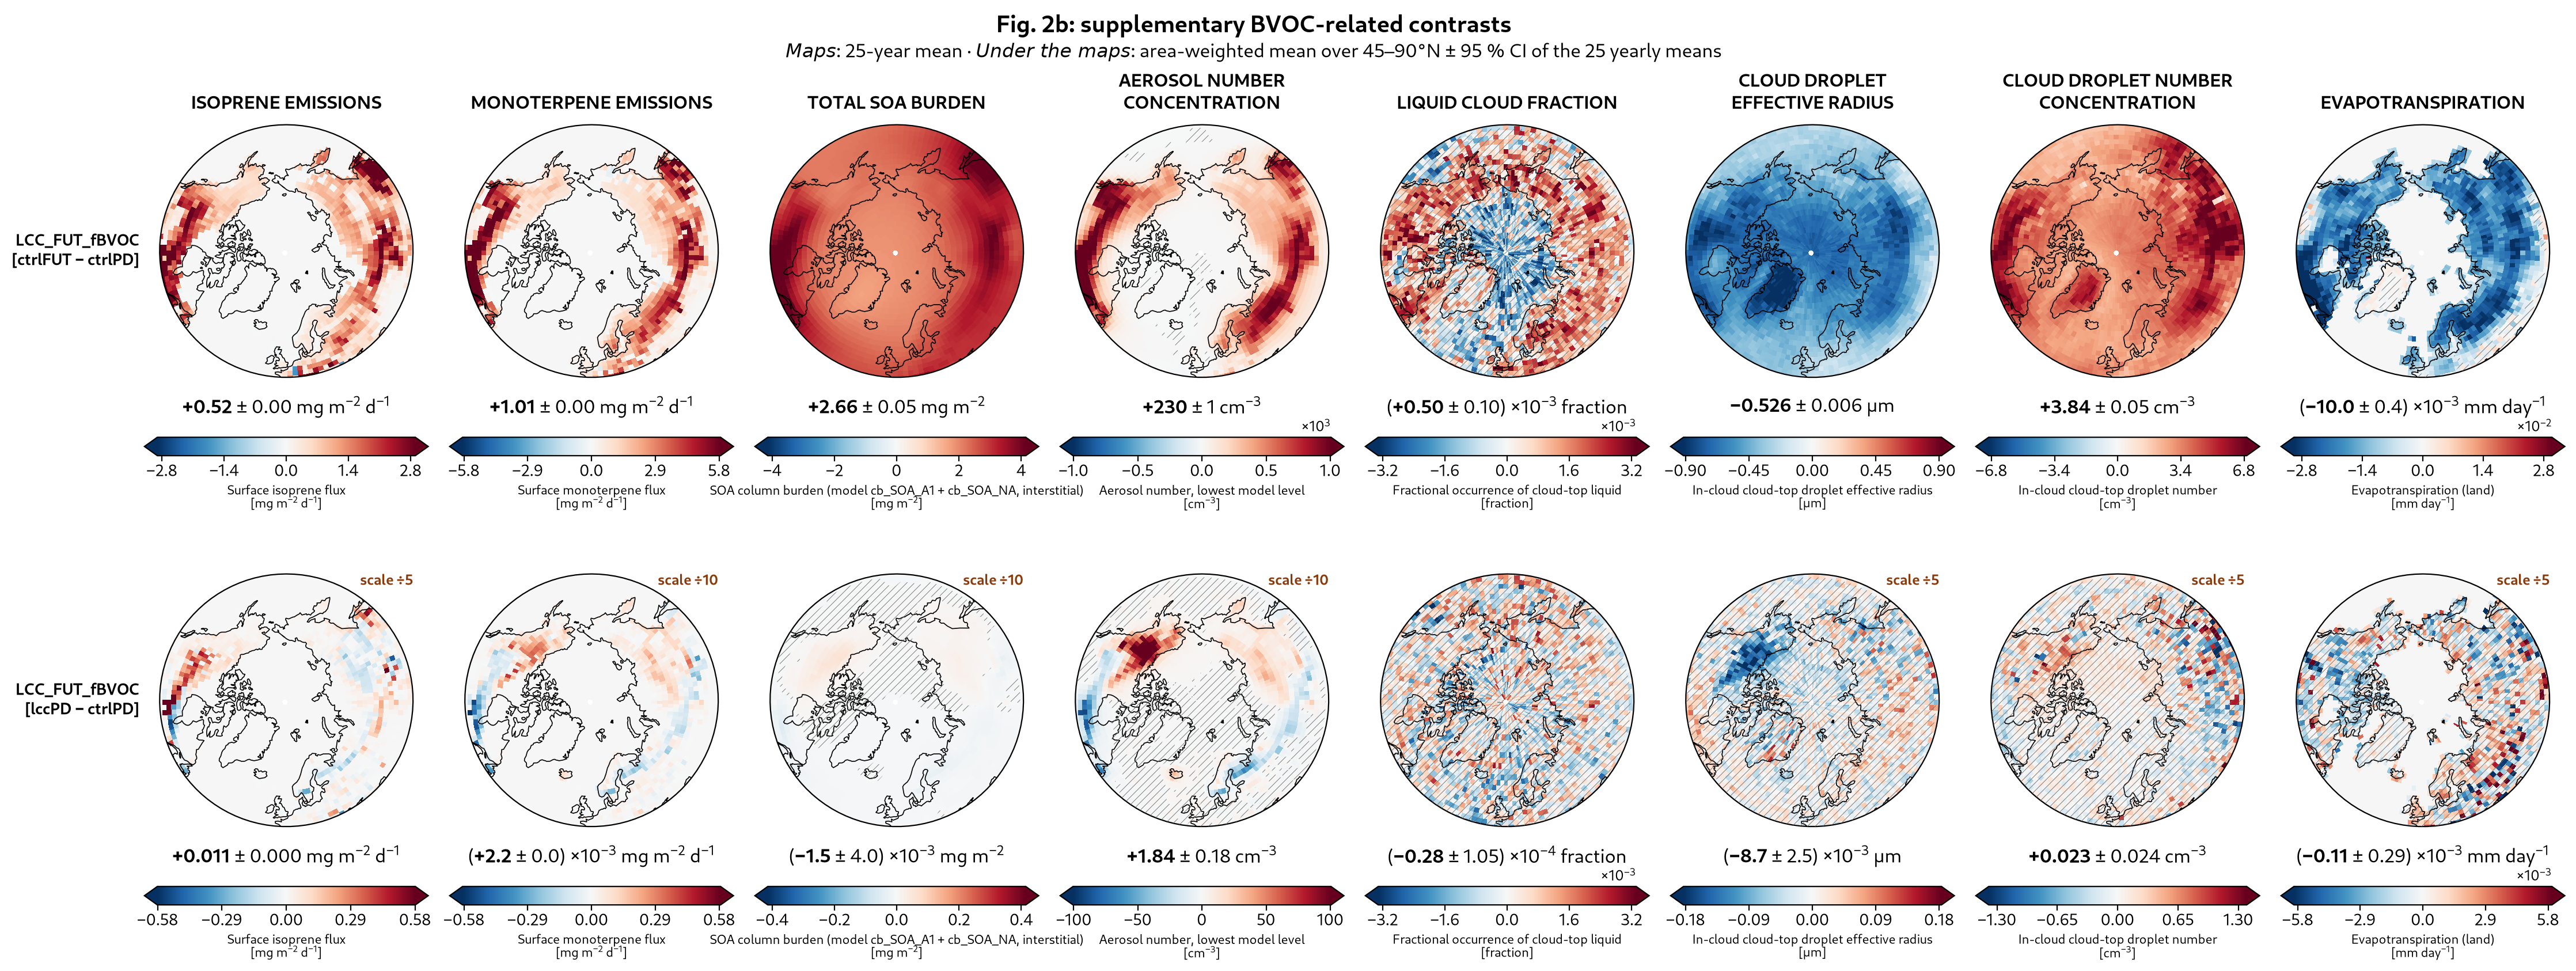 Fig. 2b: supplementary BVOC-related contrasts
Maps: 25-year mean · Under the maps: area-weighted mean over 45–90°N ± 95 % CI of the 25 yearly means
ISOPRENE EMISSIONS
MONOTERPENE EMISSIONS
TOTAL SOA BURDEN
AEROSOL NUMBER
CONCENTRATION
LIQUID CLOUD FRACTION
CLOUD DROPLET
EFFECTIVE RADIUS
CLOUD DROPLET NUMBER
CONCENTRATION
EVAPOTRANSPIRATION
LCC_FUT_fBVOC
[ctrlFUT − ctrlPD]
+0.52 ± 0.00 mg m⁻² d⁻¹
+1.01 ± 0.00 mg m⁻² d⁻¹
+2.66 ± 0.05 mg m⁻²
+230 ± 1 cm⁻³
(+0.50 ± 0.10) ×10⁻³ fraction
−0.526 ± 0.006 µm
+3.84 ± 0.05 cm⁻³
(−10.0 ± 0.4) ×10⁻³ mm day⁻¹
×10³
×10⁻³
×10⁻²
−2.8 −1.4 0.0 1.4 2.8
−5.8 −2.9 0.0 2.9 5.8
−4 −2 0 2 4
−1.0 −0.5 0.0 0.5 1.0
−3.2 −1.6 0.0 1.6 3.2
−0.90 −0.45 0.00 0.45 0.90
−6.8 −3.4 0.0 3.4 6.8
−2.8 −1.4 0.0 1.4 2.8
Surface isoprene flux
[mg m⁻² d⁻¹]
Surface monoterpene flux
[mg m⁻² d⁻¹]
SOA column burden (model cb_SOA_A1 + cb_SOA_NA, interstitial)
[mg m⁻²]
Aerosol number, lowest model level
[cm⁻³]
Fractional occurrence of cloud-top liquid
[fraction]
In-cloud cloud-top droplet effective radius
[µm]
In-cloud cloud-top droplet number
[cm⁻³]
Evapotranspiration (land)
[mm day⁻¹]
LCC_FUT_fBVOC
[lccPD − ctrlPD]
scale ÷5
scale ÷10
scale ÷10
scale ÷10
scale ÷5
scale ÷5
scale ÷5
+0.011 ± 0.000 mg m⁻² d⁻¹
(+2.2 ± 0.0) ×10⁻³ mg m⁻² d⁻¹
(−1.5 ± 4.0) ×10⁻³ mg m⁻²
+1.84 ± 0.18 cm⁻³
(−0.28 ± 1.05) ×10⁻⁴ fraction
(−8.7 ± 2.5) ×10⁻³ µm
+0.023 ± 0.024 cm⁻³
(−0.11 ± 0.29) ×10⁻³ mm day⁻¹
×10⁻³
×10⁻³
−0.58 −0.29 0.00 0.29 0.58
−0.58 −0.29 0.00 0.29 0.58
−0.4 −0.2 0.0 0.2 0.4
−100 −50 0 50 100
−3.2 −1.6 0.0 1.6 3.2
−0.18 −0.09 0.00 0.09 0.18
−1.30 −0.65 0.00 0.65 1.30
−5.8 −2.9 0.0 2.9 5.8
Surface isoprene flux
[mg m⁻² d⁻¹]
Surface monoterpene flux
[mg m⁻² d⁻¹]
SOA column burden (model cb_SOA_A1 + cb_SOA_NA, interstitial)
[mg m⁻²]
Aerosol number, lowest model level
[cm⁻³]
Fractional occurrence of cloud-top liquid
[fraction]
In-cloud cloud-top droplet effective radius
[µm]
In-cloud cloud-top droplet number
[cm⁻³]
Evapotranspiration (land)
[mm day⁻¹]